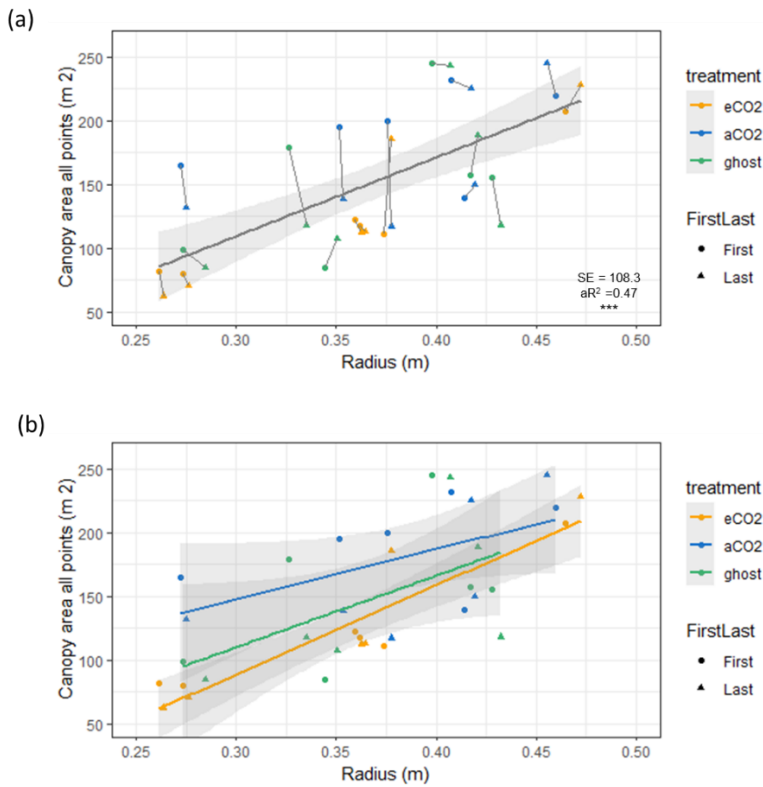 (a)
250
200
150
100
50
Canopy area all points (m 2)
0.25 0.30 0.35 0.40 0.45 0.50
Radius (m)
SE = 108.3
aR² =0.47
***
treatment
eCO2
aCO2
ghost
FirstLast
First
Last
(b)
250
200
150
100
50
Canopy area all points (m 2)
0.25 0.30 0.35 0.40 0.45 0.50
Radius (m)
treatment
eCO2
aCO2
ghost
FirstLast
First
Last